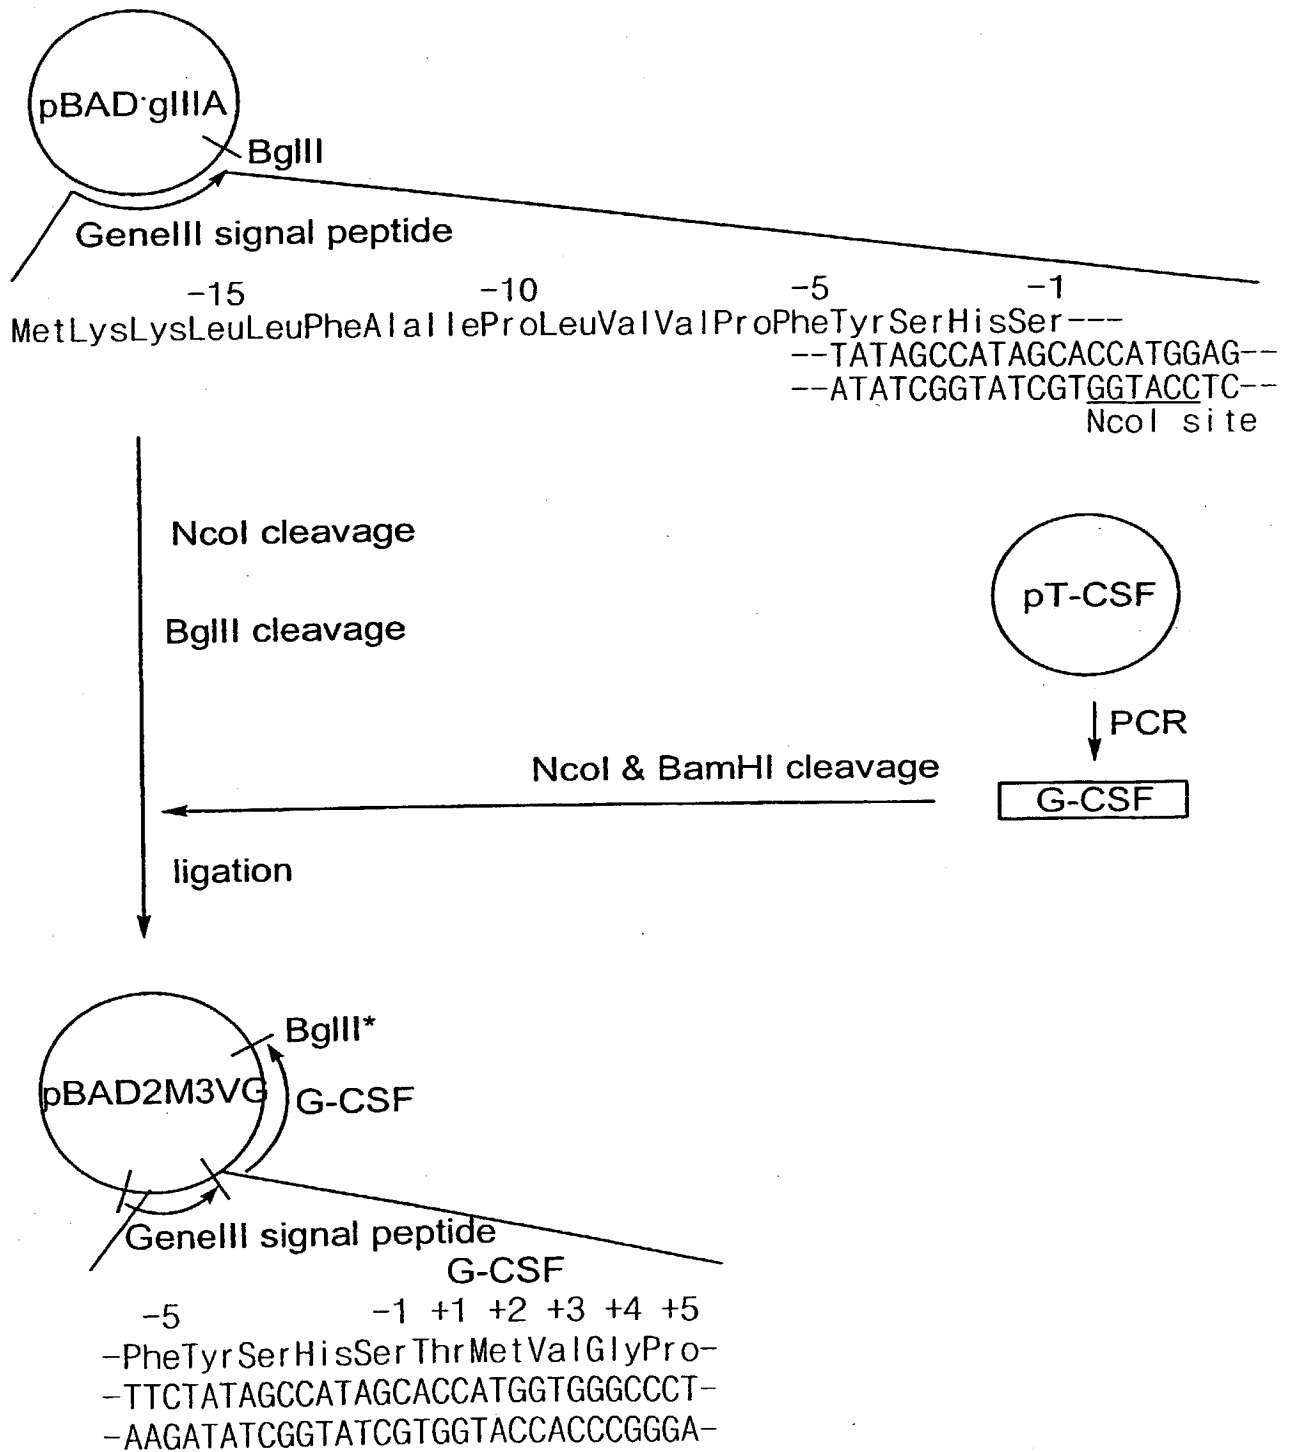 pBAD·gIIIA
BglII
GeneIII signal peptide
-15 -10 -5 -1
MetLysLysLeuLeuPheAlaIleProLeuValValProPheTyrSerHisSer---
--TATAGCCATAGCACCATGGAG--
--ATATCGGTATCGTGGTACCTC--
NcoI site
NcoI cleavage
BglII cleavage
pT-CSF
PCR
NcoI & BamHI cleavage
G-CSF
ligation
BglII*
pBAD2M3VG
G-CSF
GeneIII signal peptide
G-CSF
-5 -1 +1 +2 +3 +4 +5
-PheTyrSerHisSerThrMetValGlyPro-
-TTCTATAGCCATAGCACCATGGTGGGCCCT-
-AAGATATCGGTATCGTGGTACCACCCGGGA-